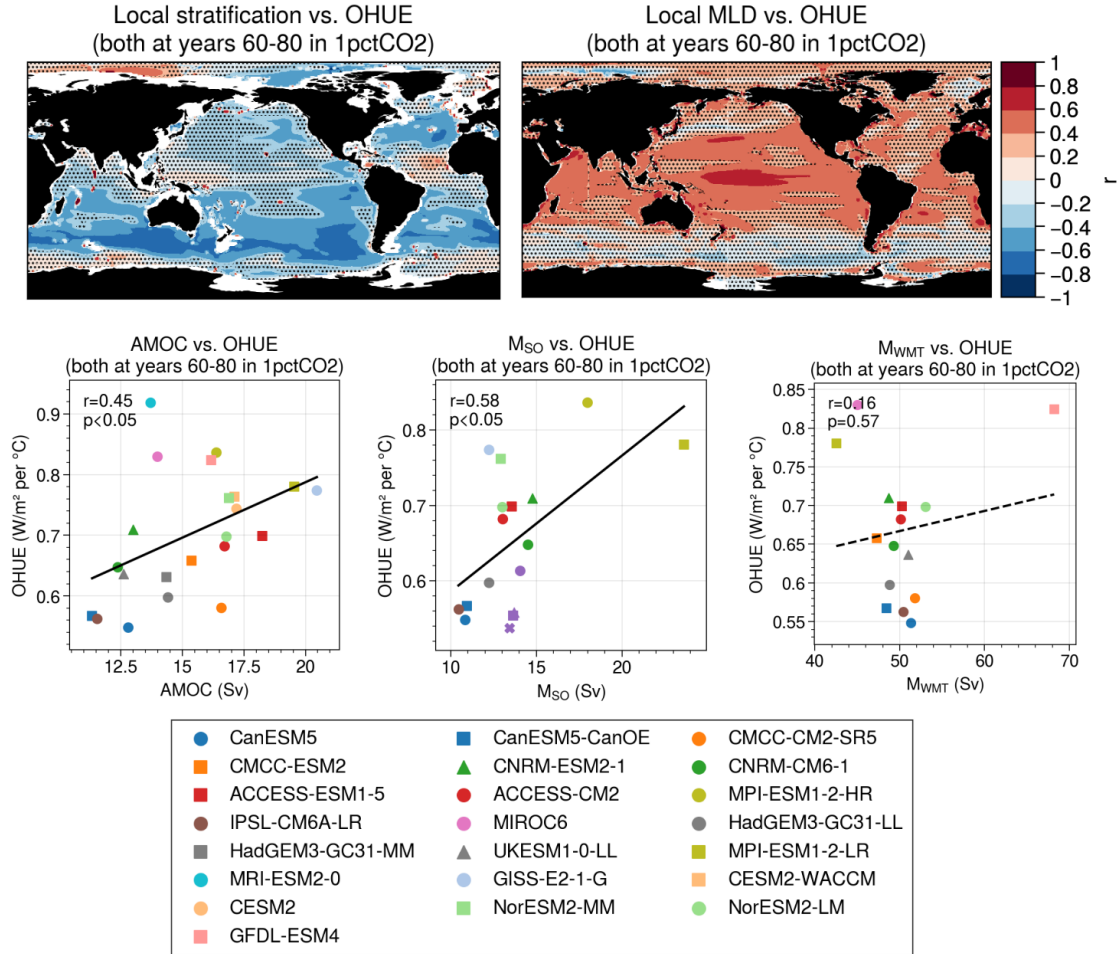 Local stratification vs. OHUE
(both at years 60-80 in 1pctCO2)
Local MLD vs. OHUE
(both at years 60-80 in 1pctCO2)
1
0.8
0.6
0.4
0.2
0
−0.2
−0.4
−0.6
−0.8
−1
r
AMOC vs. OHUE
(both at years 60-80 in 1pctCO2)
r=0.45
p<0.05
0.9
0.8
0.7
0.6
OHUE (W/m² per °C)
12.5
15
17.5
20
AMOC (Sv)
M_SO vs. OHUE
(both at years 60-80 in 1pctCO2)
r=0.58
p<0.05
0.8
0.7
0.6
OHUE (W/m² per °C)
10
15
20
M_SO (Sv)
M_WMT vs. OHUE
(both at years 60-80 in 1pctCO2)
r=0.16
p=0.57
0.85
0.8
0.75
0.7
0.65
0.6
0.55
OHUE (W/m² per °C)
40
50
60
70
M_WMT (Sv)
CanESM5
CanESM5-CanOE
CMCC-CM2-SR5
CMCC-ESM2
CNRM-ESM2-1
CNRM-CM6-1
ACCESS-ESM1-5
ACCESS-CM2
MPI-ESM1-2-HR
IPSL-CM6A-LR
MIROC6
HadGEM3-GC31-LL
HadGEM3-GC31-MM
UKESM1-0-LL
MPI-ESM1-2-LR
MRI-ESM2-0
GISS-E2-1-G
CESM2-WACCM
CESM2
NorESM2-MM
NorESM2-LM
GFDL-ESM4